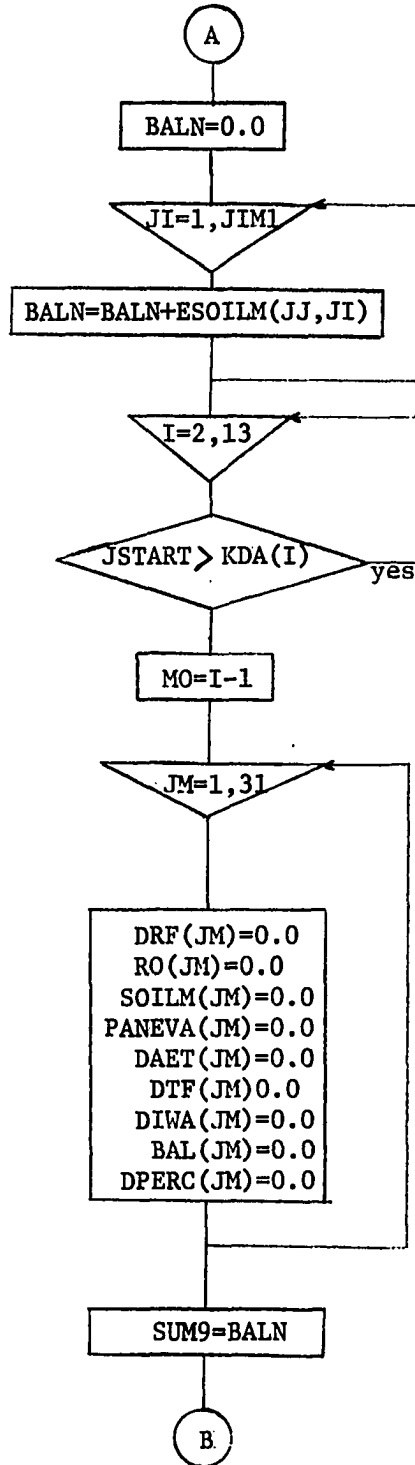 A
BALN=0.0
JI=1,JIM1
BALN=BALN+ESOILM(JJ,JI)
I=2,13
JSTART > KDA(I)
yes
MO=I-1
JM=1,31
DRF(JM)=0.0
RO(JM)=0.0
SOILM(JM)=0.0
PANEVA(JM)=0.0
DAET(JM)=0.0
DTF(JM)0.0
DIWA(JM)=0.0
BAL(JM)=0.0
DPERC(JM)=0.0
SUM9=BALN
B